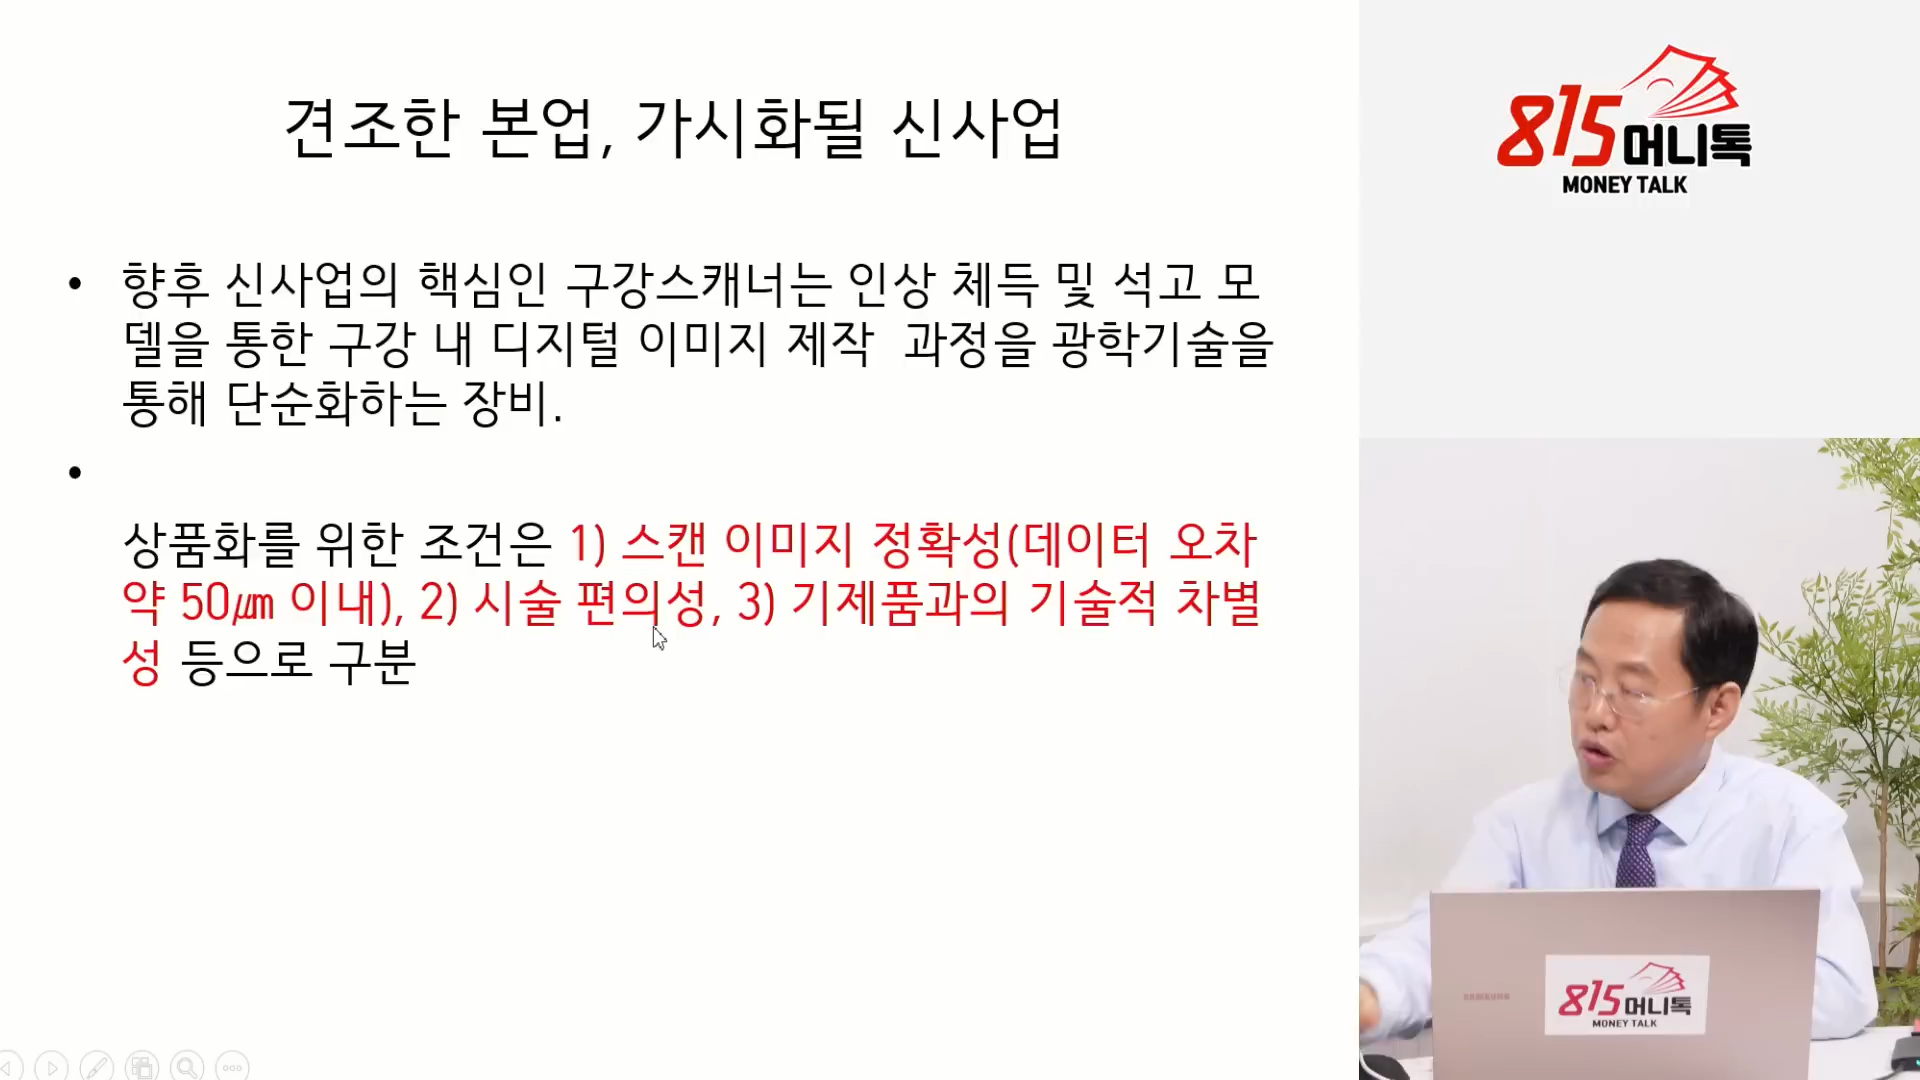 견조한 본업, 가시화될 신사업
• 향후 신사업의 핵심인 구강스캐너는 인상 체득 및 석고 모
델을 통한 구강 내 디지털 이미지 제작 과정을 광학기술을
통해 단순화하는 장비.
•
상품화를 위한 조건은 1) 스캔 이미지 정확성(데이터 오차
약 50㎛ 이내), 2) 시술 편의성, 3) 기제품과의 기술적 차별
성 등으로 구분
815머니톡
MONEY TALK
SAMSUNG
815머니톡
MONEY TALK